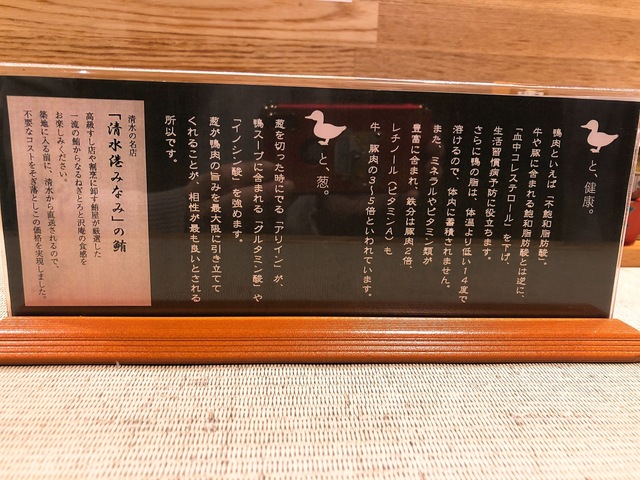 と、健康。
鴨肉といえば「不飽和脂肪酸」。
牛や豚に含まれる飽和脂肪酸とは逆に、
「血中コレステロール」を下げ、
生活習慣病予防に役立ちます。
さらに鴨の脂は、体温より低い14度で
溶けるので、体内に蓄積されません。
また、ミネラルやビタミン類が
豊富に含まれ、鉄分は豚肉の2倍、
レチノール(ビタミンA)も
牛、豚肉の3〜5倍といわれています。
と、葱。
葱を切った時にでる「アリイン」が、
鴨スープに含まれる「グルタミン酸」や
「イノシン酸」を強めます。
葱が鴨肉の旨みを最大限に引き立てて
くれることが、相性が最も良いとされる
所以です。
清水の名店
「清水港みなみ」の鮪
高級すし店や割烹に卸す鮪屋が厳選した
一流の鮪からなるねぎとろと沢庵の食感を
お楽しみください。
築地に入る前に、清水から直送されるので、
不要なコストをそぎ落としこの価格を実現しました。